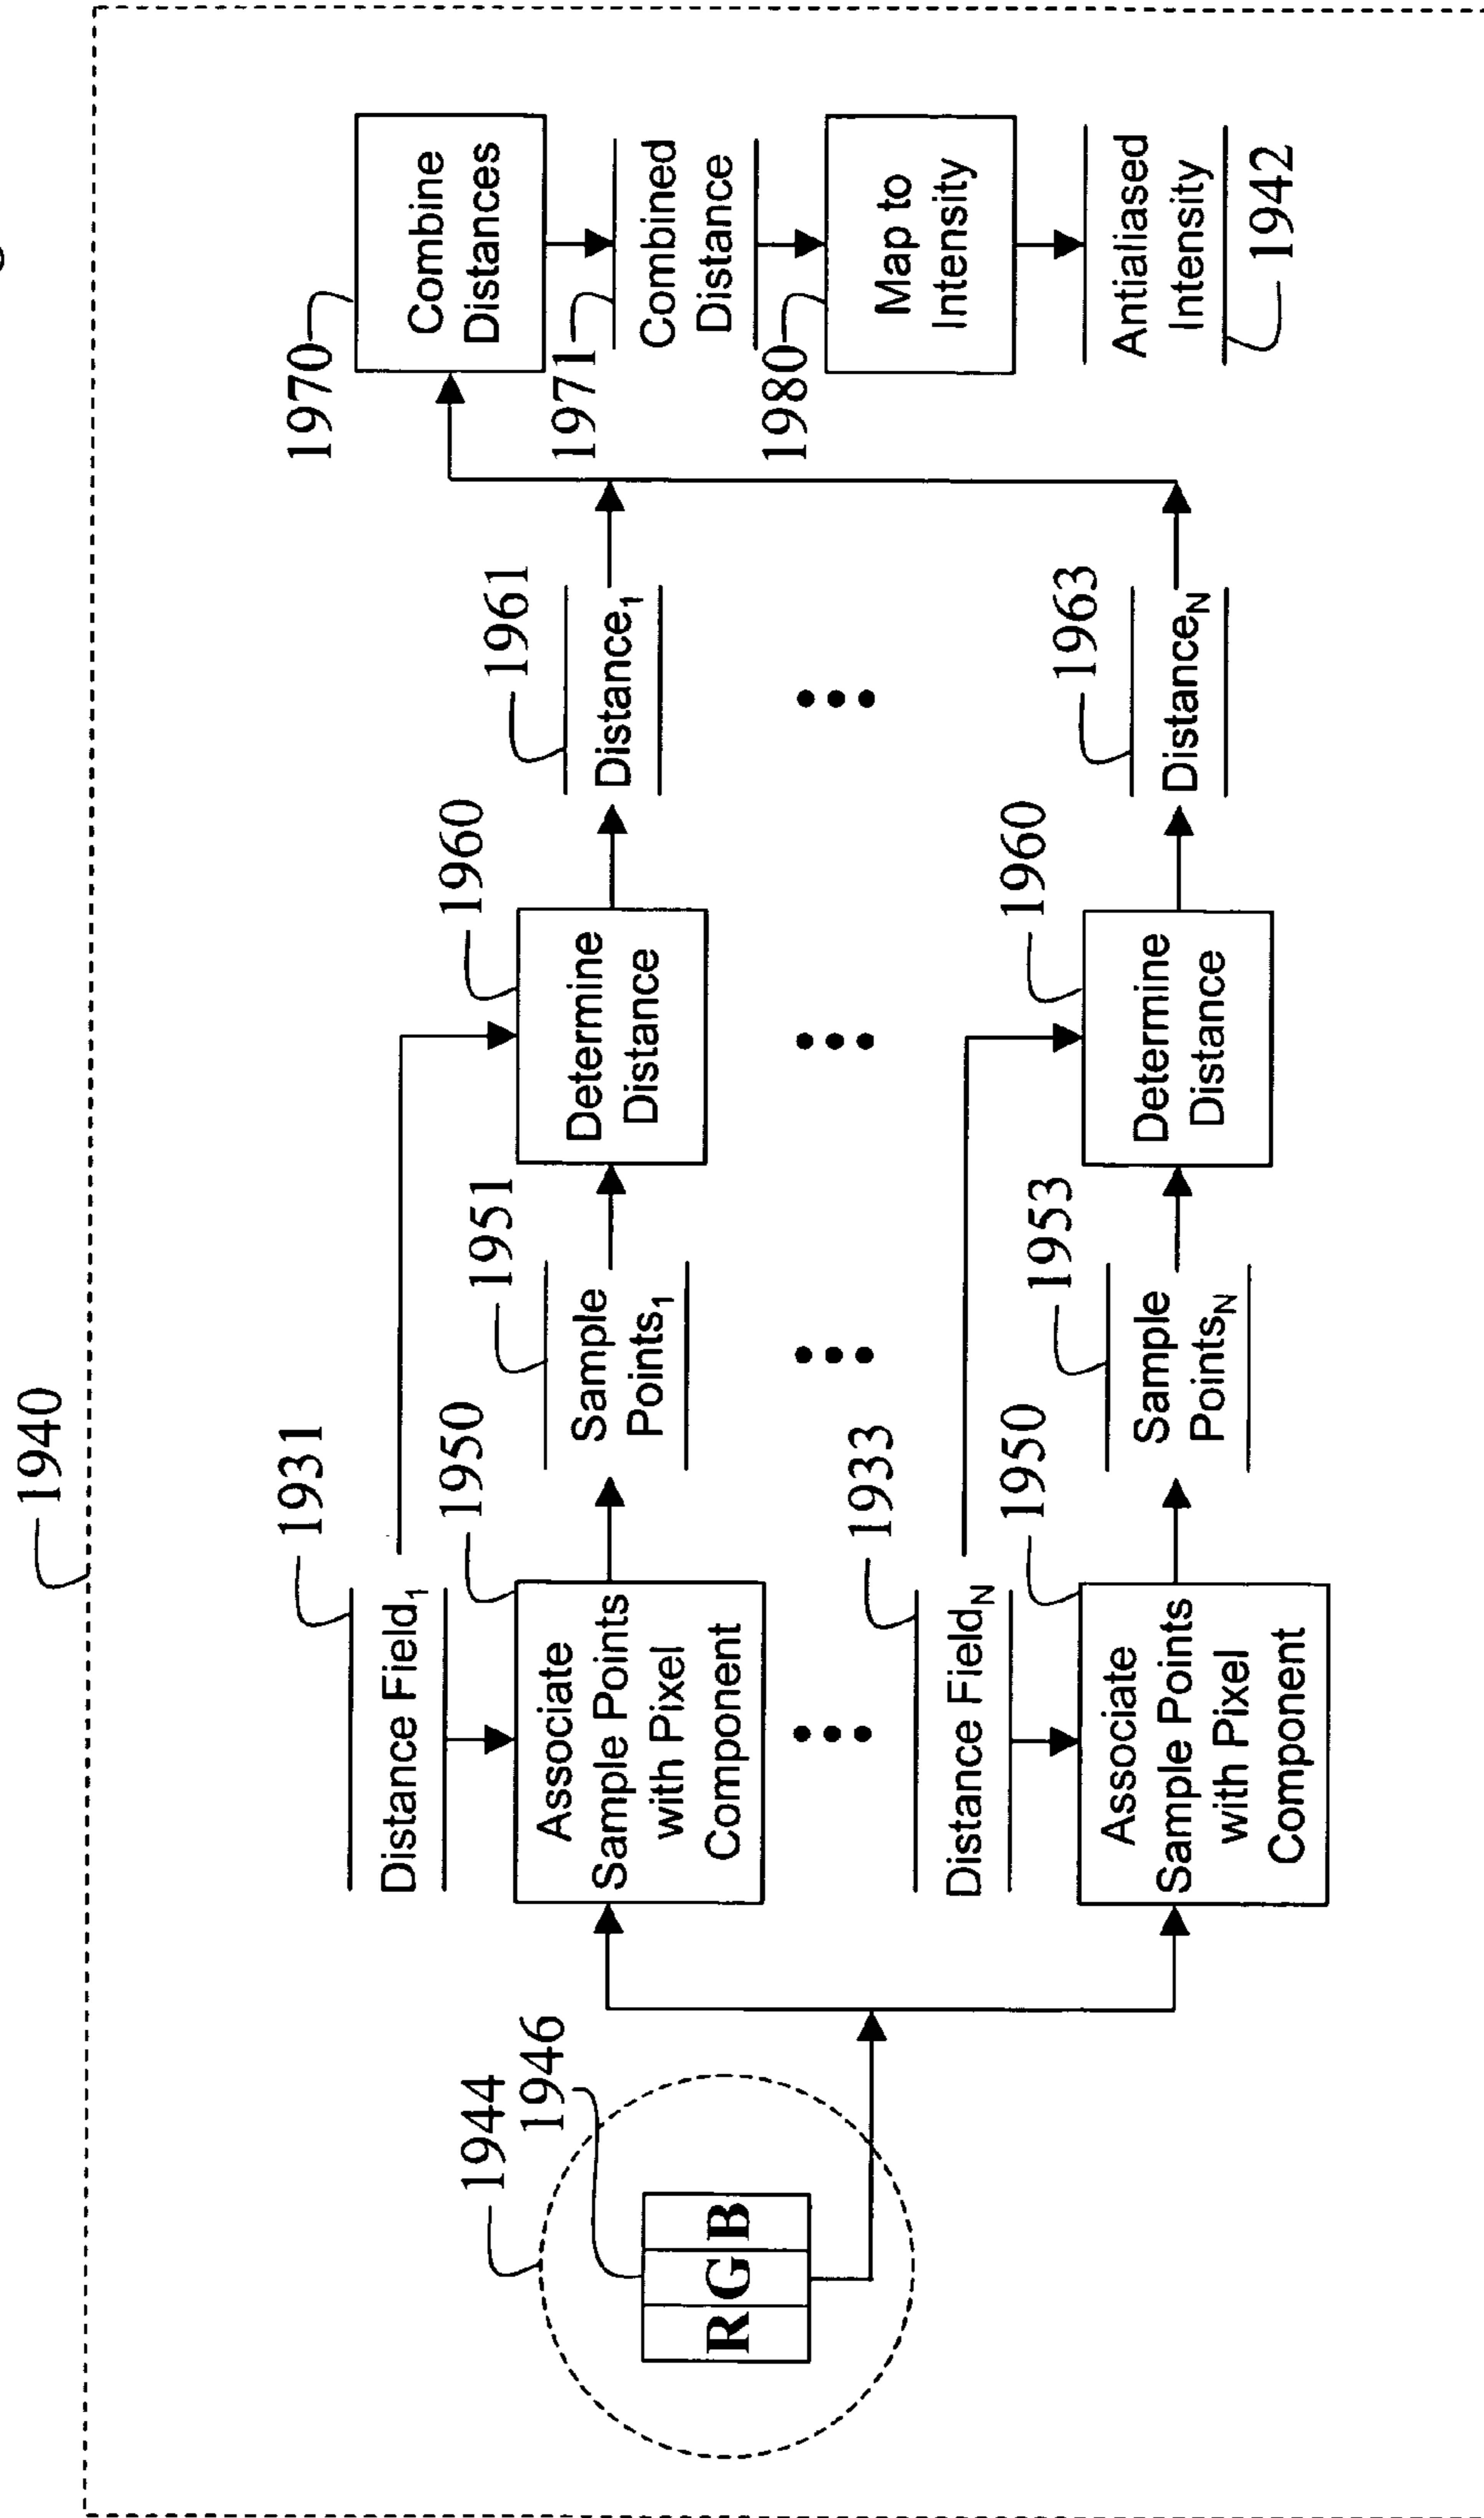 1940
1944
1946
R G B
1931
Distance Field1
1950
Associate
Sample Points
with Pixel
Component
1951
Sample
Points1
1960
Determine
Distance
1961
Distance1
1933
Distance FieldN
1950
Associate
Sample Points
with Pixel
Component
1953
Sample
PointsN
1960
Determine
Distance
1963
DistanceN
1970
Combine
Distances
1971
Combined
Distance
1980
Map to
Intensity
Antialiased
Intensity
1942